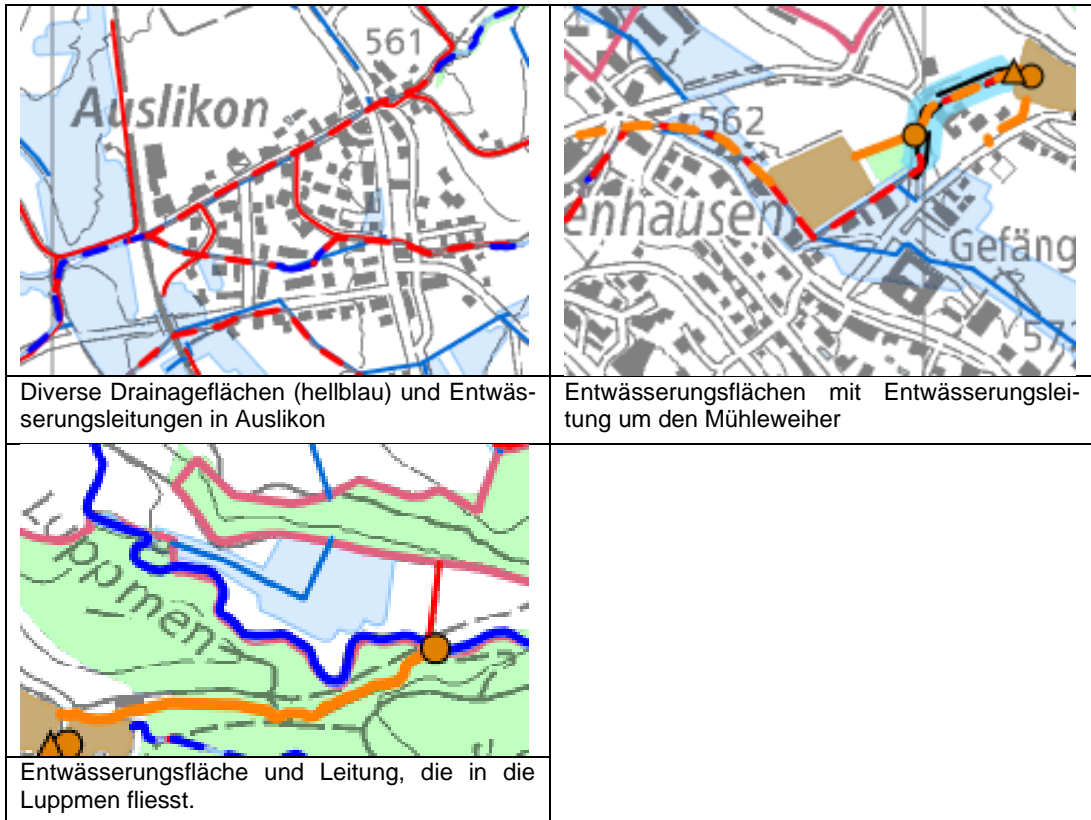 561
Auslikon
Diverse Drainageflächen (hellblau) und Entwäs-
serungsleitungen in Auslikon
562
enhausen
Gefäng
57
Entwässerungsflächen mit Entwässerungslei-
tung um den Mühleweiher
Luppmen
Entwässerungsfläche und Leitung, die in die
Luppmen fliesst.